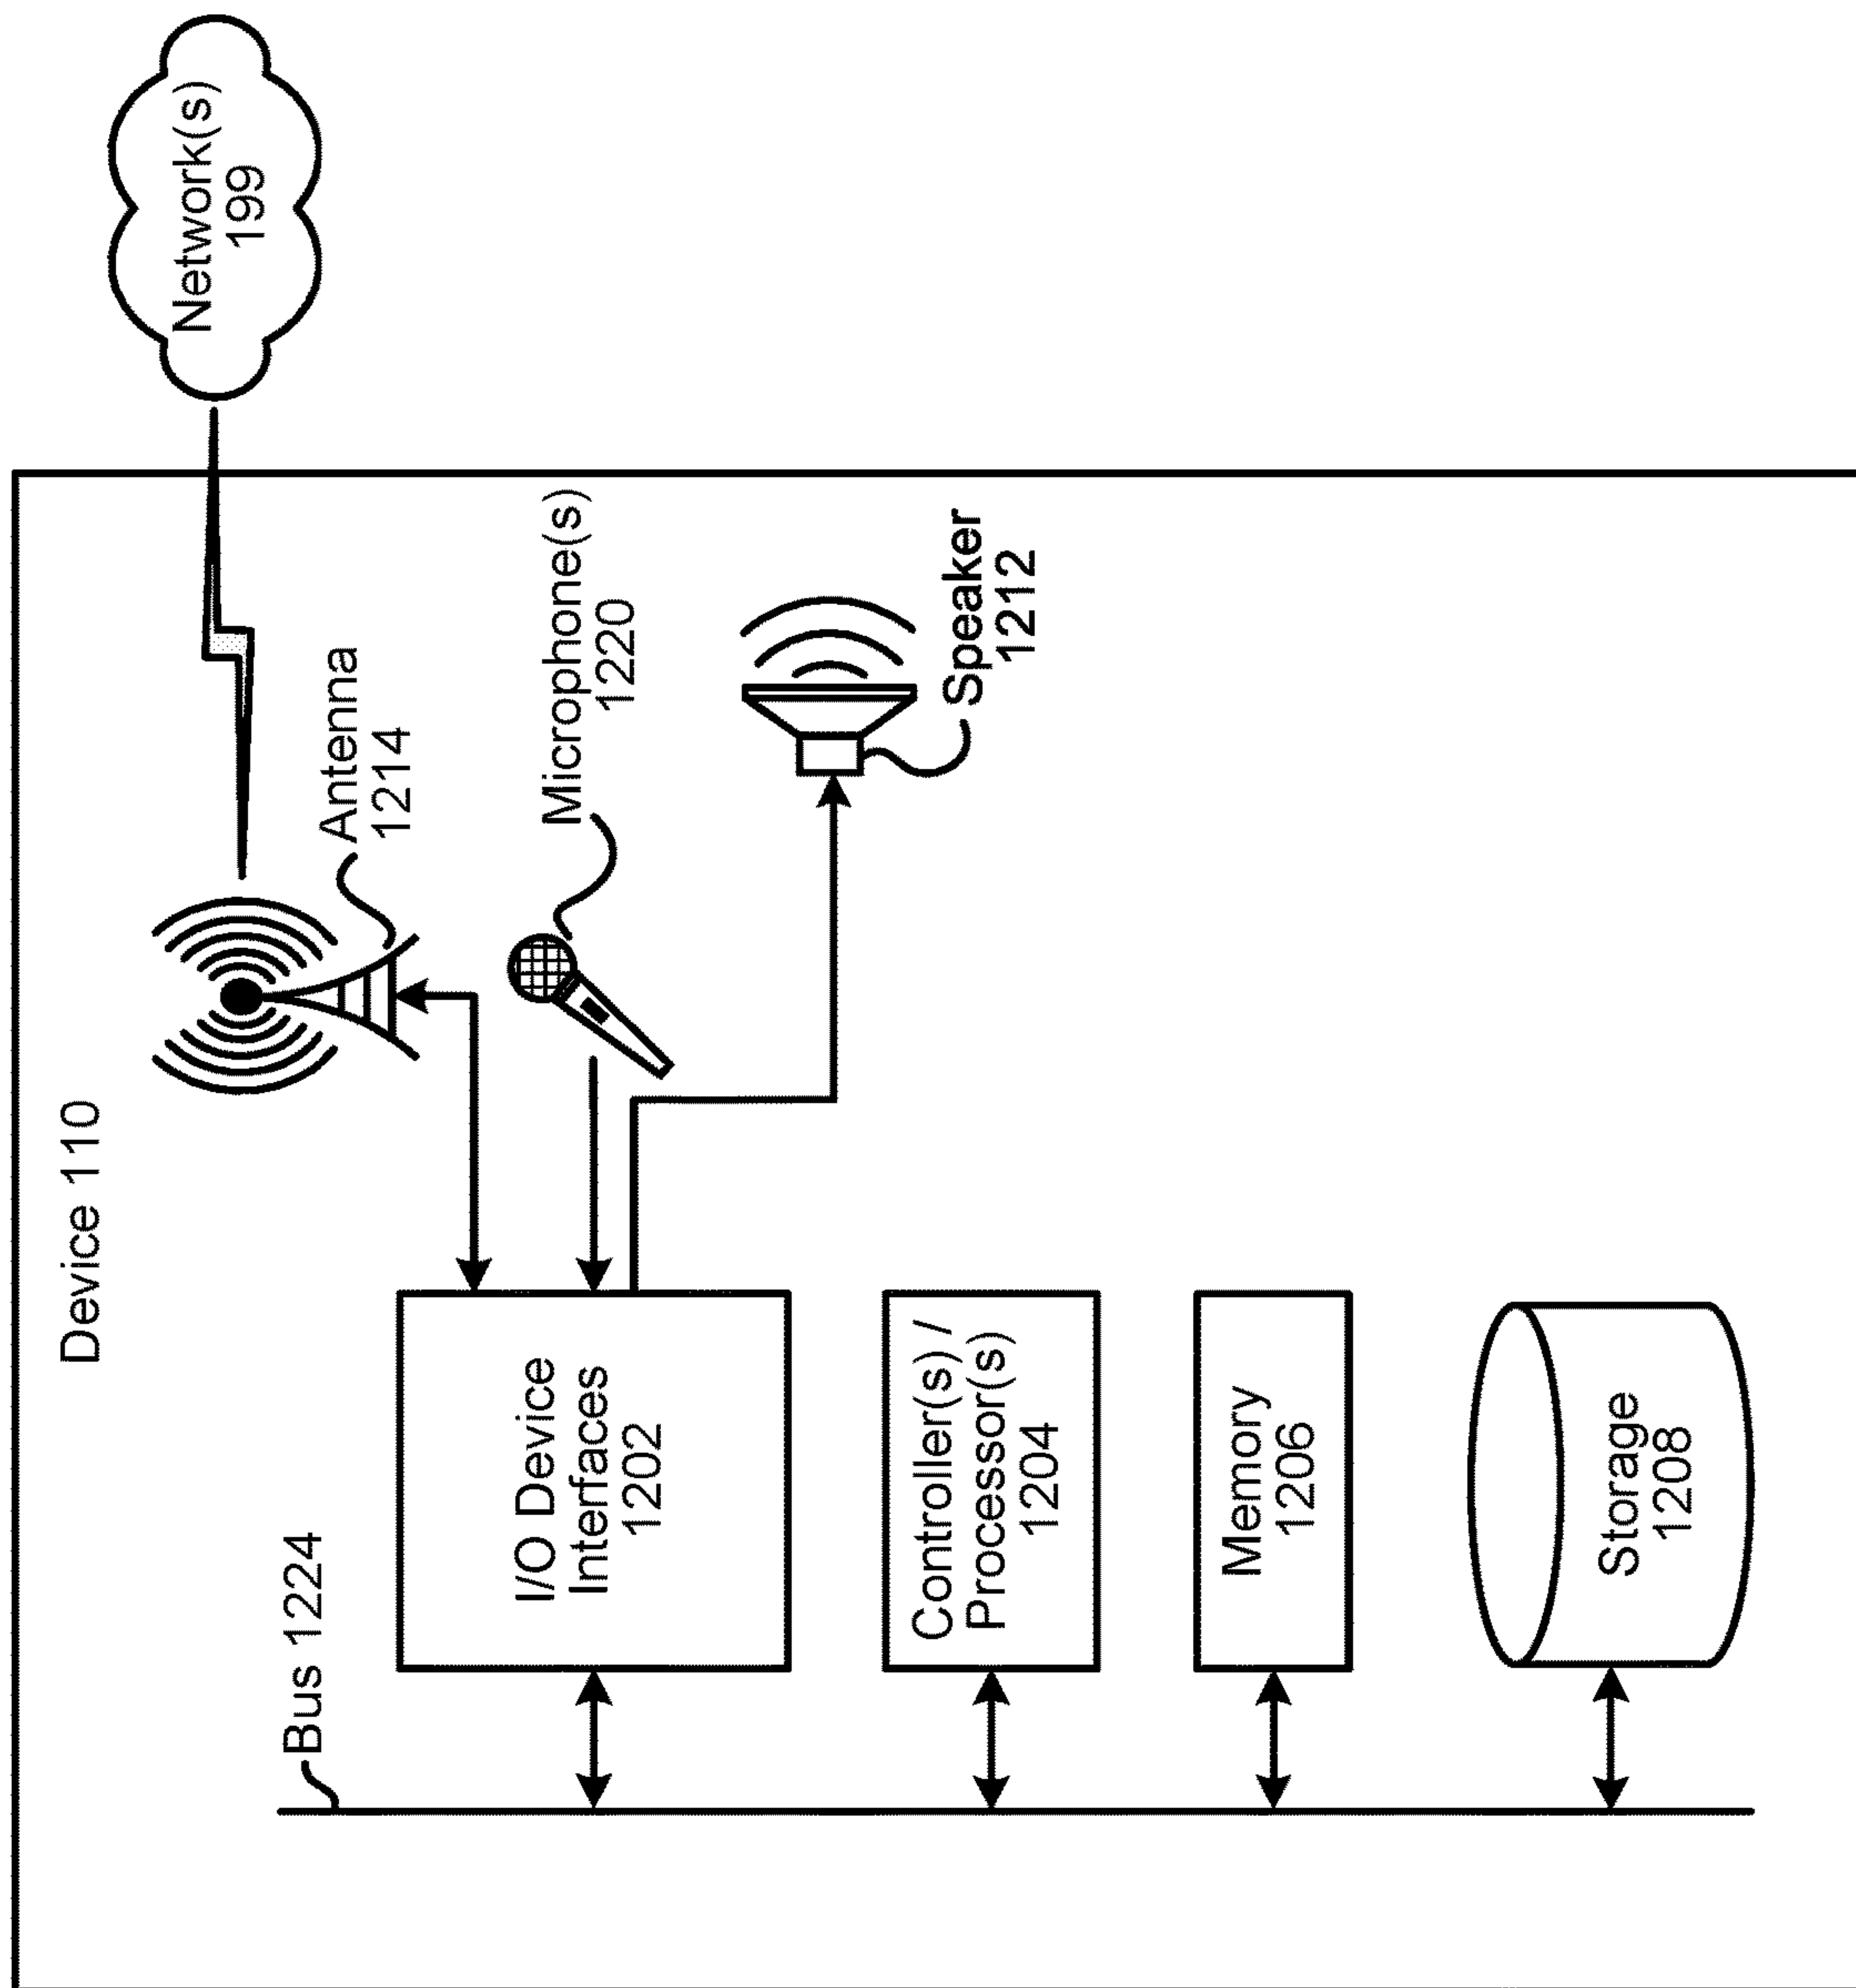 Device 110
Network(s)
199
Bus 1224
Antenna
1214
I/O Device
Interfaces
1202
Microphone(s)
1220
Speaker
1212
Controller(s) /
Processor(s)
1204
Memory
1206
Storage
1208